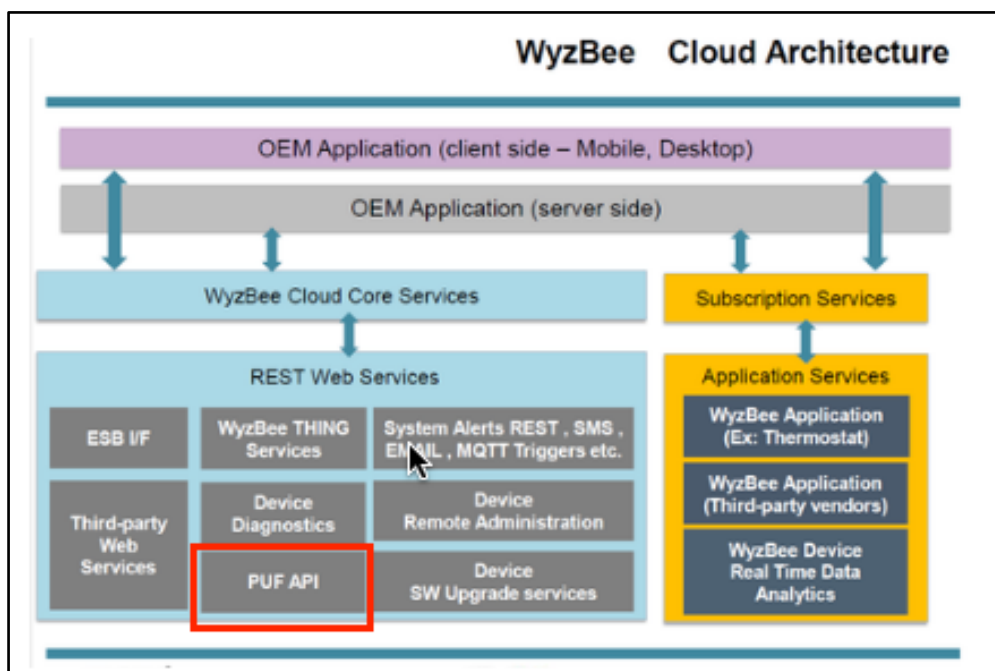 WyzBee Cloud Architecture
OEM Application (client side – Mobile, Desktop)
OEM Application (server side)
WyzBee Cloud Core Services
Subscription Services
REST Web Services
ESB I/F
WyzBee THING
Services
System Alerts REST , SMS ,
EMAIL , MQTT Triggers etc.
Third-party
Web
Services
Device
Diagnostics
Device
Remote Administration
PUF API
Device
SW Upgrade services
Application Services
WyzBee Application
(Ex: Thermostat)
WyzBee Application
(Third-party vendors)
WyzBee Device
Real Time Data
Analytics